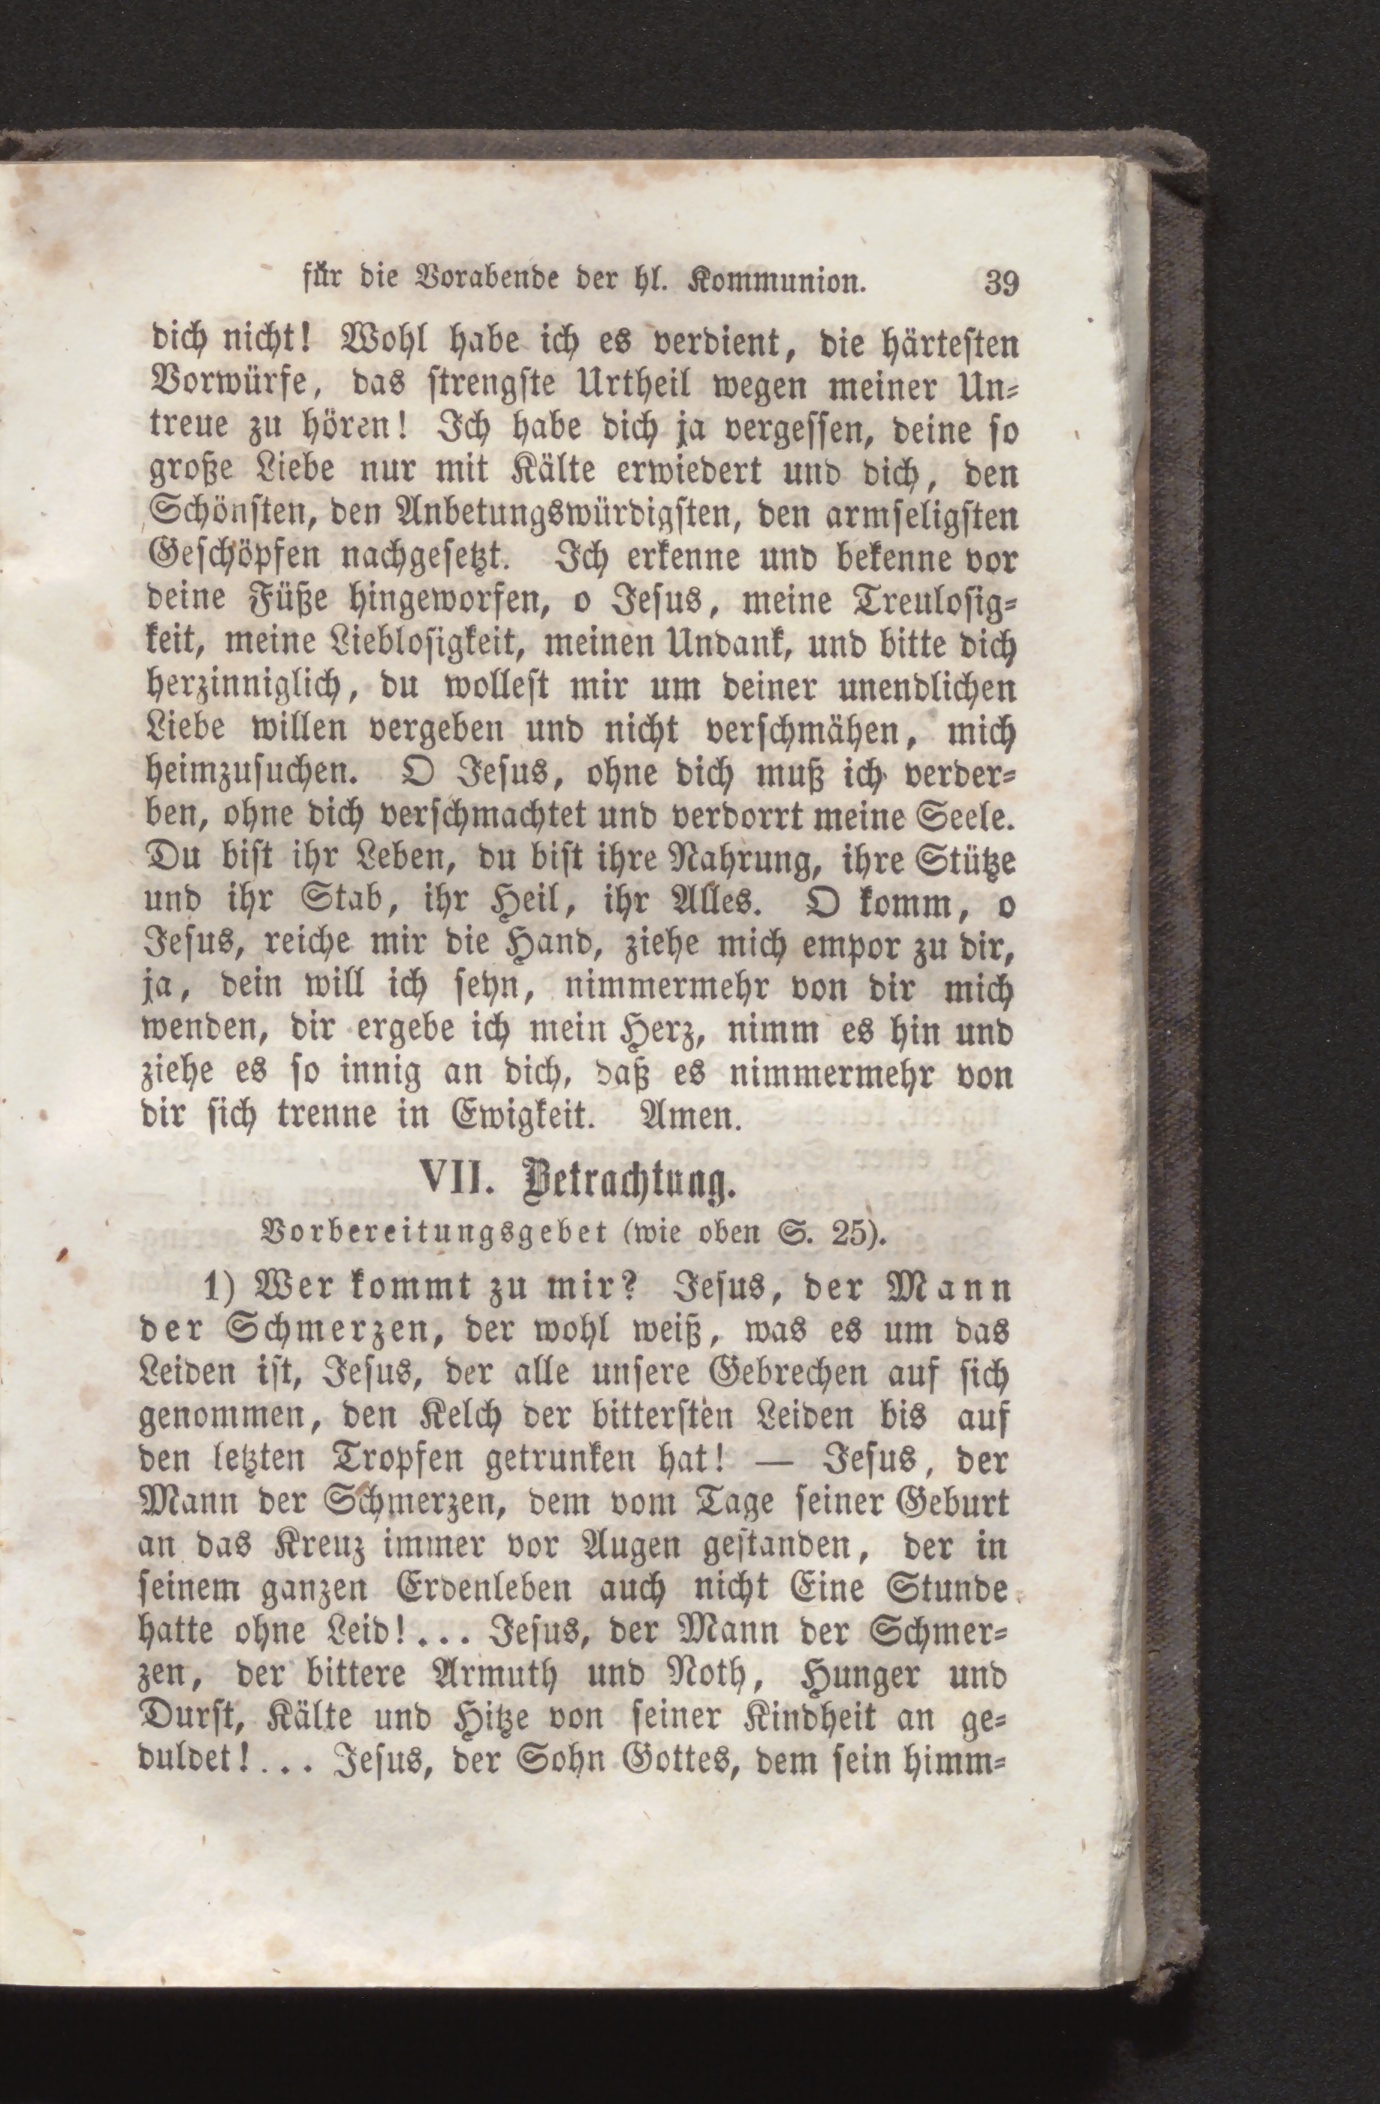 für die Vorabende der hl. Kommunion. 39
dich nicht! Wohl habe ich es verdient, die härtesten
Vorwürfe, das strengste Urtheil wegen meiner Un-
treue zu hören! Ich habe dich ja vergessen, deine so
große Liebe nur mit Kälte erwiedert und dich, den
Schönsten, den Anbetungswürdigsten, den armseligsten
Geschöpfen nachgesetzt. Ich erkenne und bekenne vor
deine Füße hingeworfen, o Jesus, meine Treulosig-
keit, meine Lieblosigkeit, meinen Undank, und bitte dich
herzinniglich, du wollest mir um deiner unendlichen
Liebe willen vergeben und nicht verschmähen, mich
heimzusuchen. O Jesus, ohne dich muß ich verder-
ben, ohne dich verschmachtet und verdorrt meine Seele.
Du bist ihr Leben, du bist ihre Nahrung, ihre Stütze
und ihr Stab, ihr Heil, ihr Alles. O komm, o
Jesus, reiche mir die Hand, ziehe mich empor zu dir,
ja, dein will ich seyn, nimmermehr von dir mich
wenden, dir ergebe ich mein Herz, nimm es hin und
ziehe es so innig an dich, daß es nimmermehr von
dir sich trenne in Ewigkeit. Amen.
VII. Betrachtung.
Vorbereitungsgebet (wie oben S. 25).
1) Wer kommt zu mir? Jesus, der Mann
der Schmerzen, der wohl weiß, was es um das
Leiden ist, Jesus, der alle unsere Gebrechen auf sich
genommen, den Kelch der bittersten Leiden bis auf
den letzten Tropfen getrunken hat! — Jesus, der
Mann der Schmerzen, dem vom Tage seiner Geburt
an das Kreuz immer vor Augen gestanden, der in
seinem ganzen Erdenleben auch nicht Eine Stunde
hatte ohne Leid!... Jesus, der Mann der Schmer-
zen, der bittere Armuth und Noth, Hunger und
Durst, Kälte und Hitze von seiner Kindheit an ge-
duldet!... Jesus, der Sohn Gottes, dem sein himm-